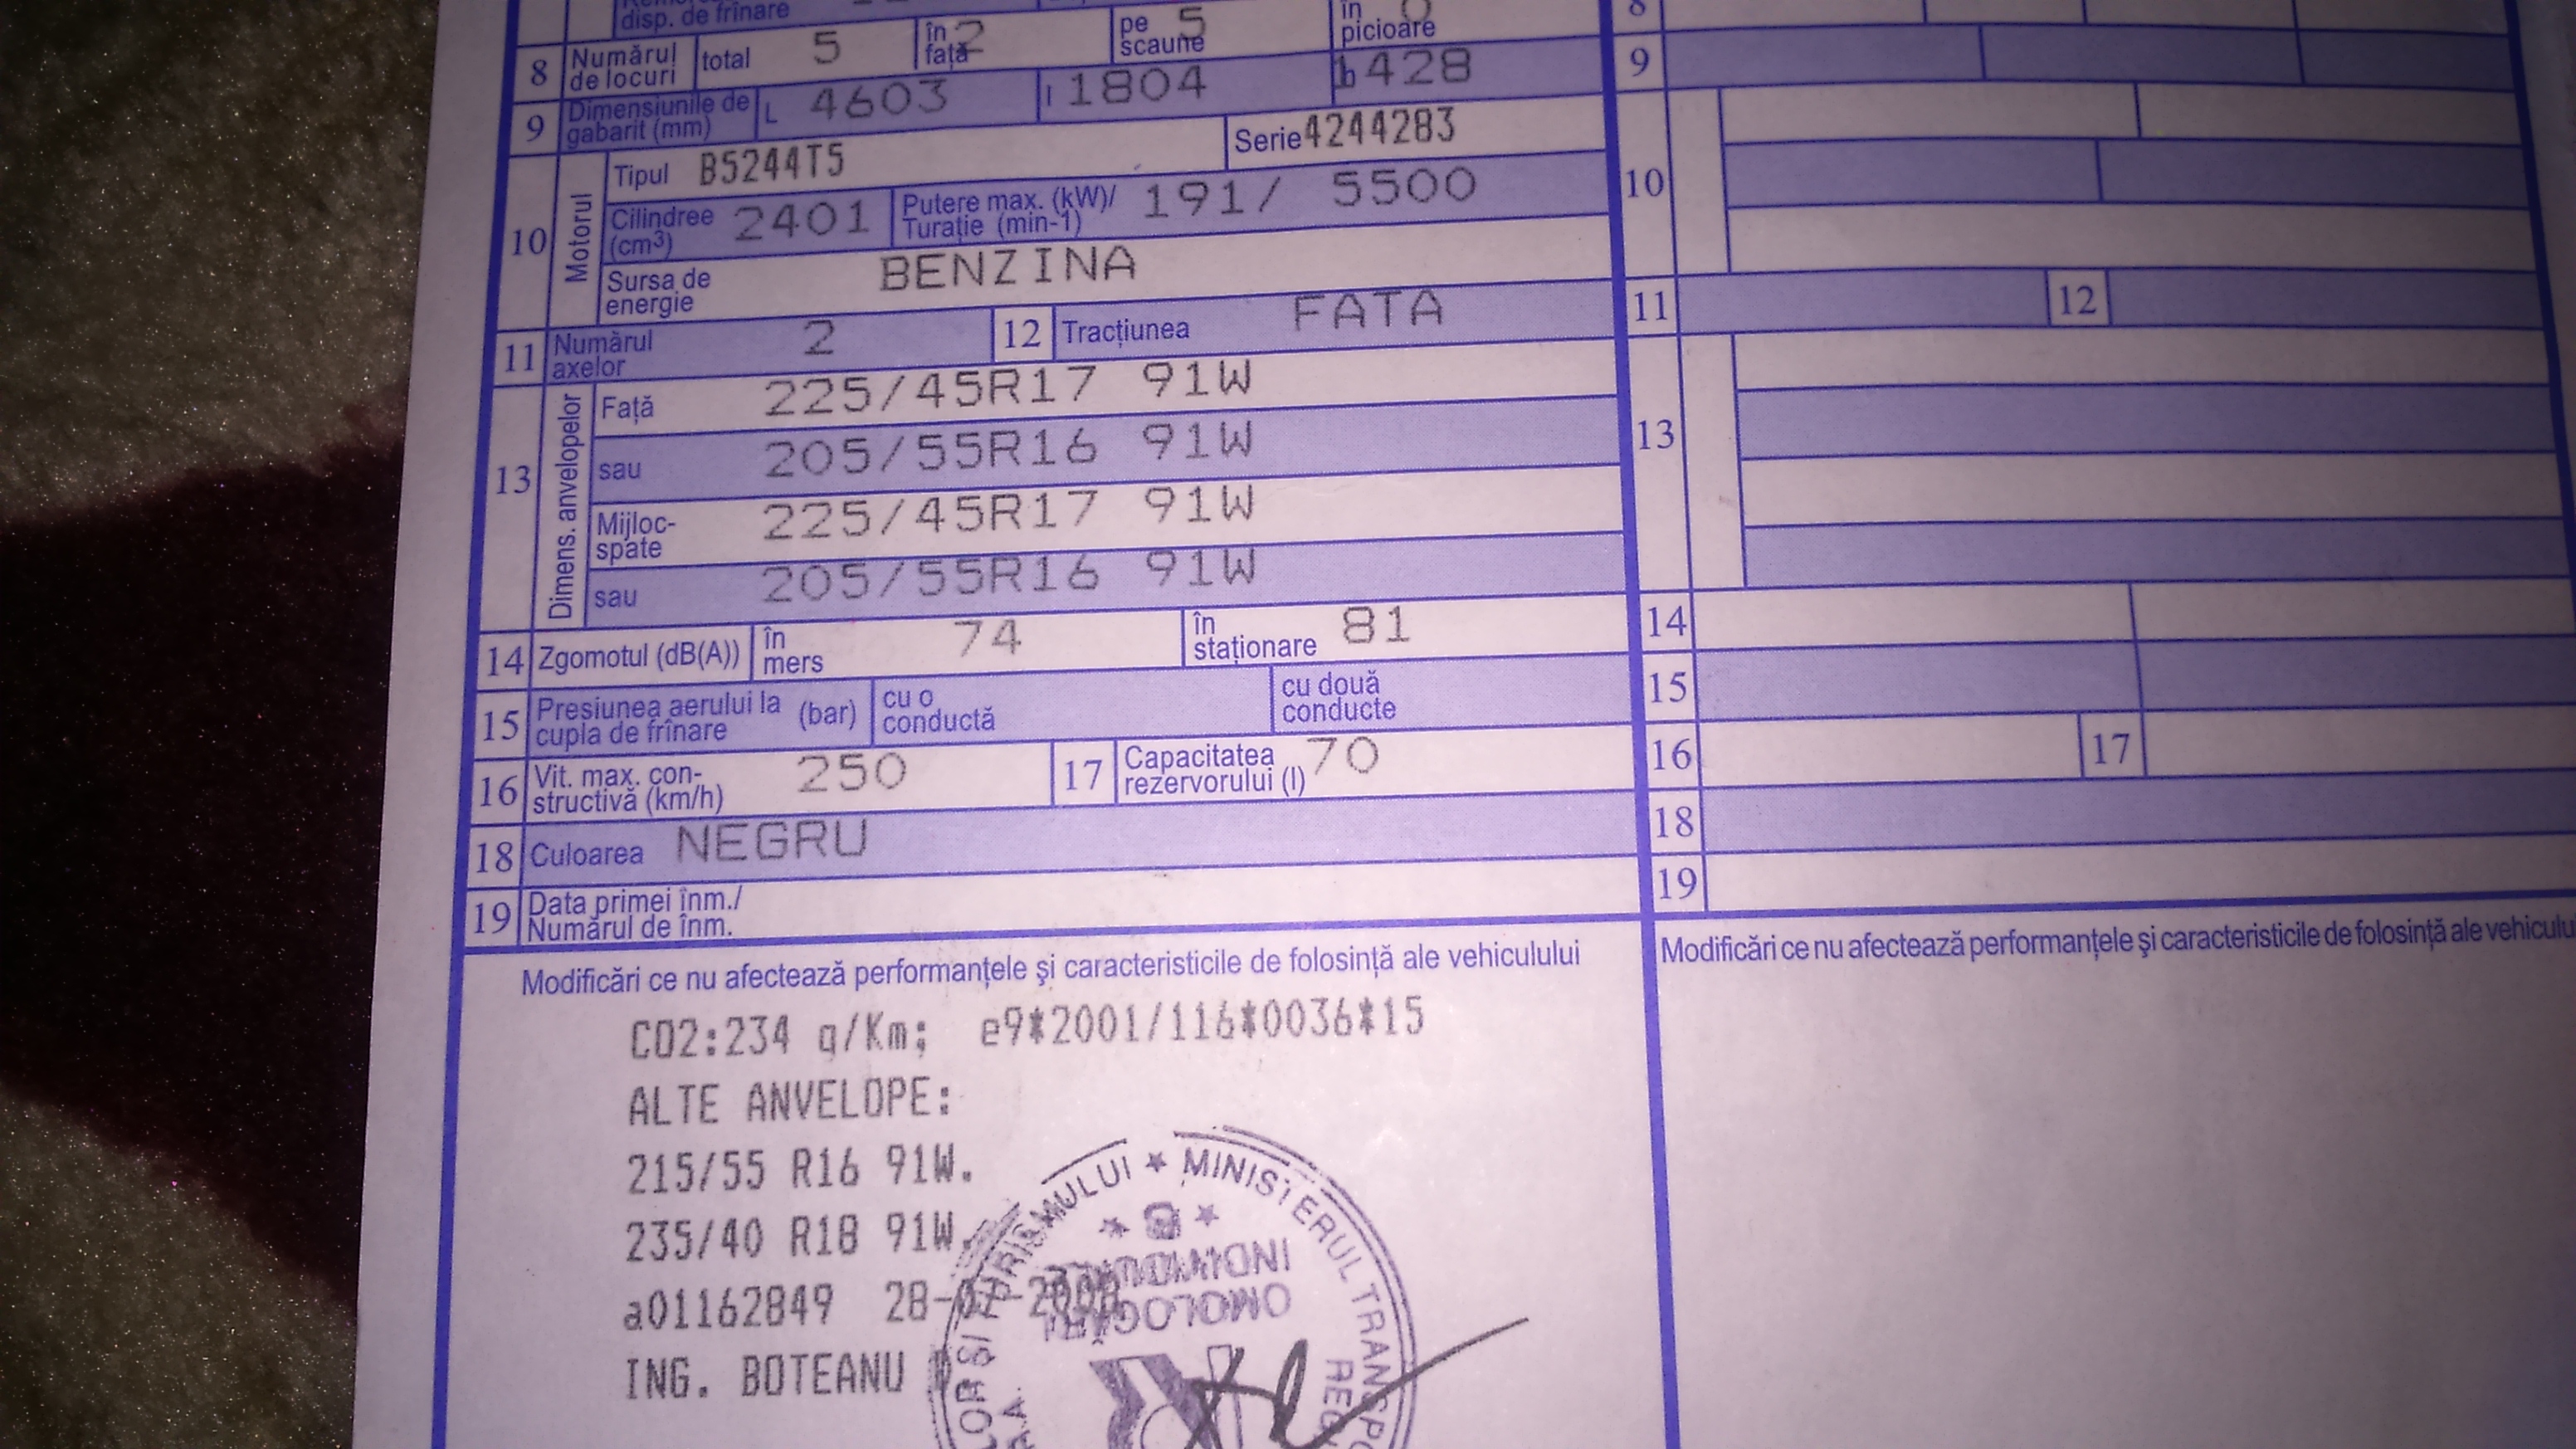 disp. de frînare
8 Numărul de locuri total 5 în față 2 pe scaune 5 în picioare 0
9 Dimensiunile de gabarit (mm) L 4603 l 1804 h 1428
10 Motorul Tipul B5244T5 Serie 4244283
Cilindree (cm3) 2401 Putere max. (kW)/ Turație (min-1) 191/ 5500
Sursa de energie BENZINA
11 Numărul axelor 2 12 Tracțiunea FATA
13 Dimens. anvelopelor Față 225/45R17 91W
sau 205/55R16 91W
Mijloc-spate 225/45R17 91W
sau 205/55R16 91W
14 Zgomotul (dB(A)) în mers 74 în staționare 81
15 Presiunea aerului la cupla de frînare (bar) cu o conductă cu două conducte
16 Vit. max. con-structivă (km/h) 250 17 Capacitatea rezervorului (l) 70
18 Culoarea NEGRU
19 Data primei înm./ Numărul de înm.
Modificări ce nu afectează performanțele și caracteristicile de folosință ale vehiculului
CO2:234 g/Km; e9*2001/116*0036*15
ALTE ANVELOPE:
215/55 R16 91W.
235/40 R18 91W.
a01162849 28-07-2008
ING. BOTEANU
MINISTERUL
OMOLOGARE
8
9
10
11 12
13
14
15
16 17
18
19
Modificări ce nu afectează performanțele și caracteristicile de folosință ale